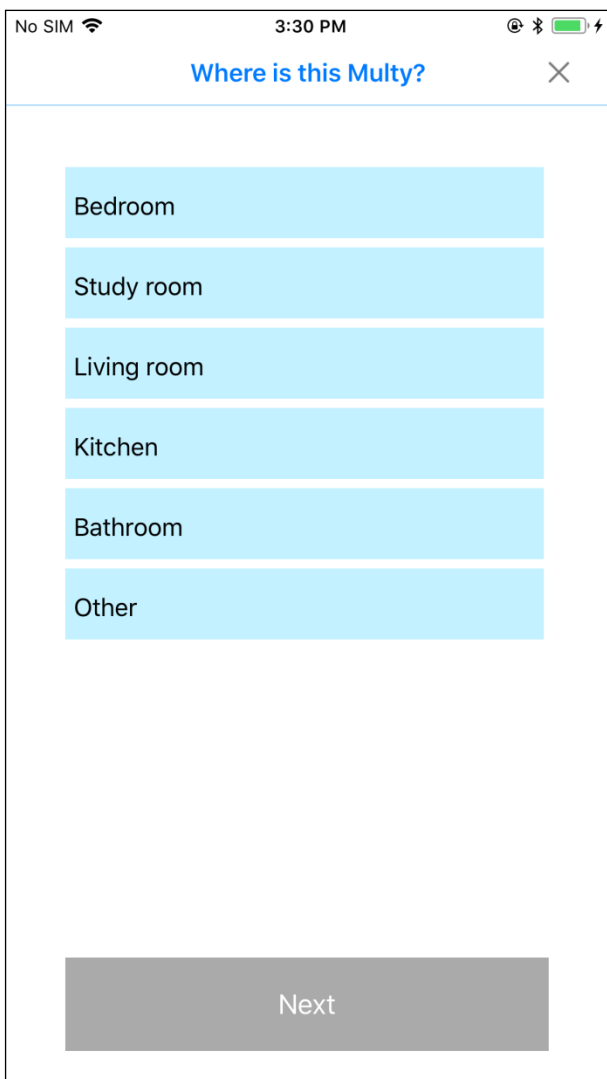 No SIM 3:30 PM
Where is this Multy?
Bedroom
Study room
Living room
Kitchen
Bathroom
Other
Next